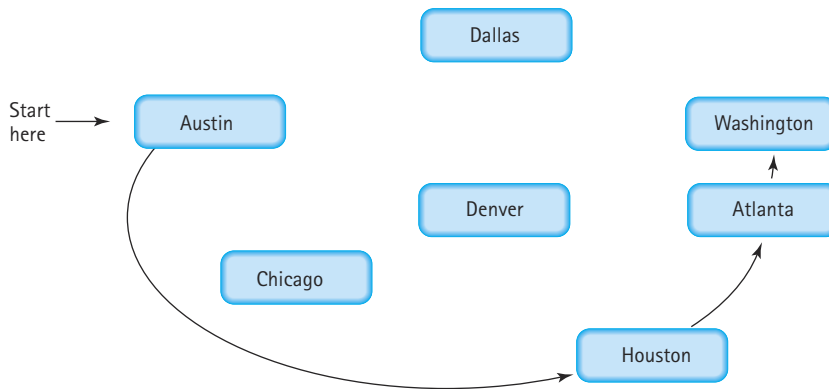 Dallas
Start
here
Austin
Washington
Denver
Atlanta
Chicago
Houston